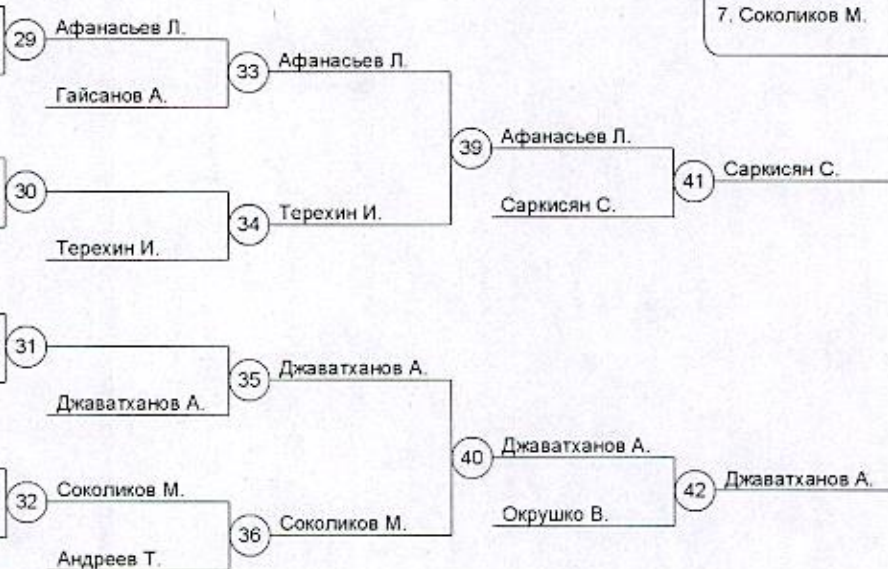 7. Соколиков М.
29 Афанасьев Л.
33 Афанасьев Л.
Гайсанов А.
39 Афанасьев Л.
41 Саркисян С.
30
34 Терехин И.
Саркисян С.
Терехин И.
31
35 Джаватханов А.
Джаватханов А.
40 Джаватханов А.
42 Джаватханов А.
32 Соколиков М.
36 Соколиков М.
Окрушко В.
Андреев Т.